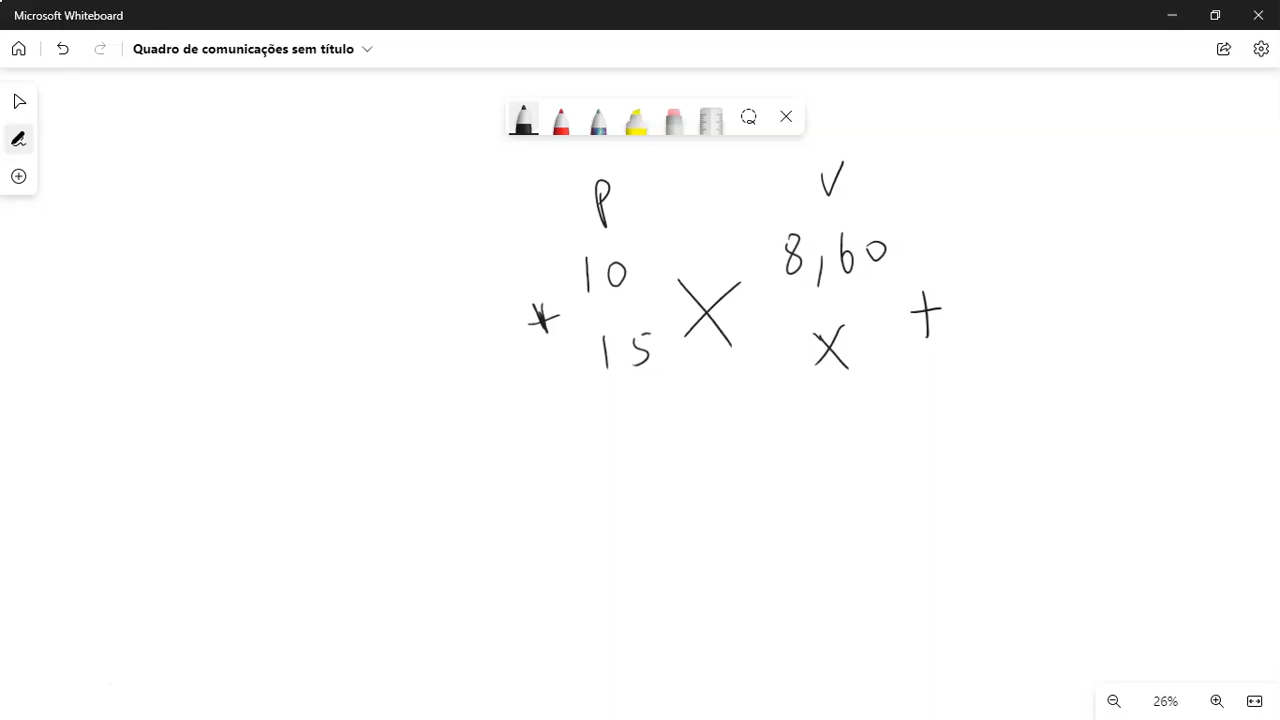 Microsoft Whiteboard
Quadro de comunicações sem título
P V
10 8,60
+ X +
15 X
26%